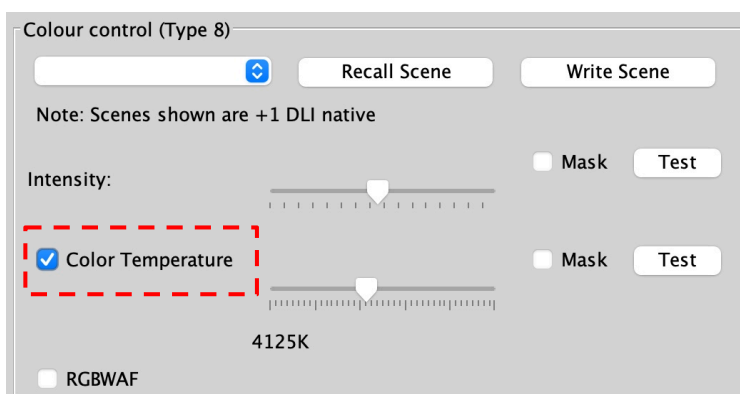 Colour control (Type 8)
Recall Scene
Write Scene
Note: Scenes shown are +1 DLI native
Intensity:
Mask
Test
Color Temperature
Mask
Test
4125K
RGBWAF